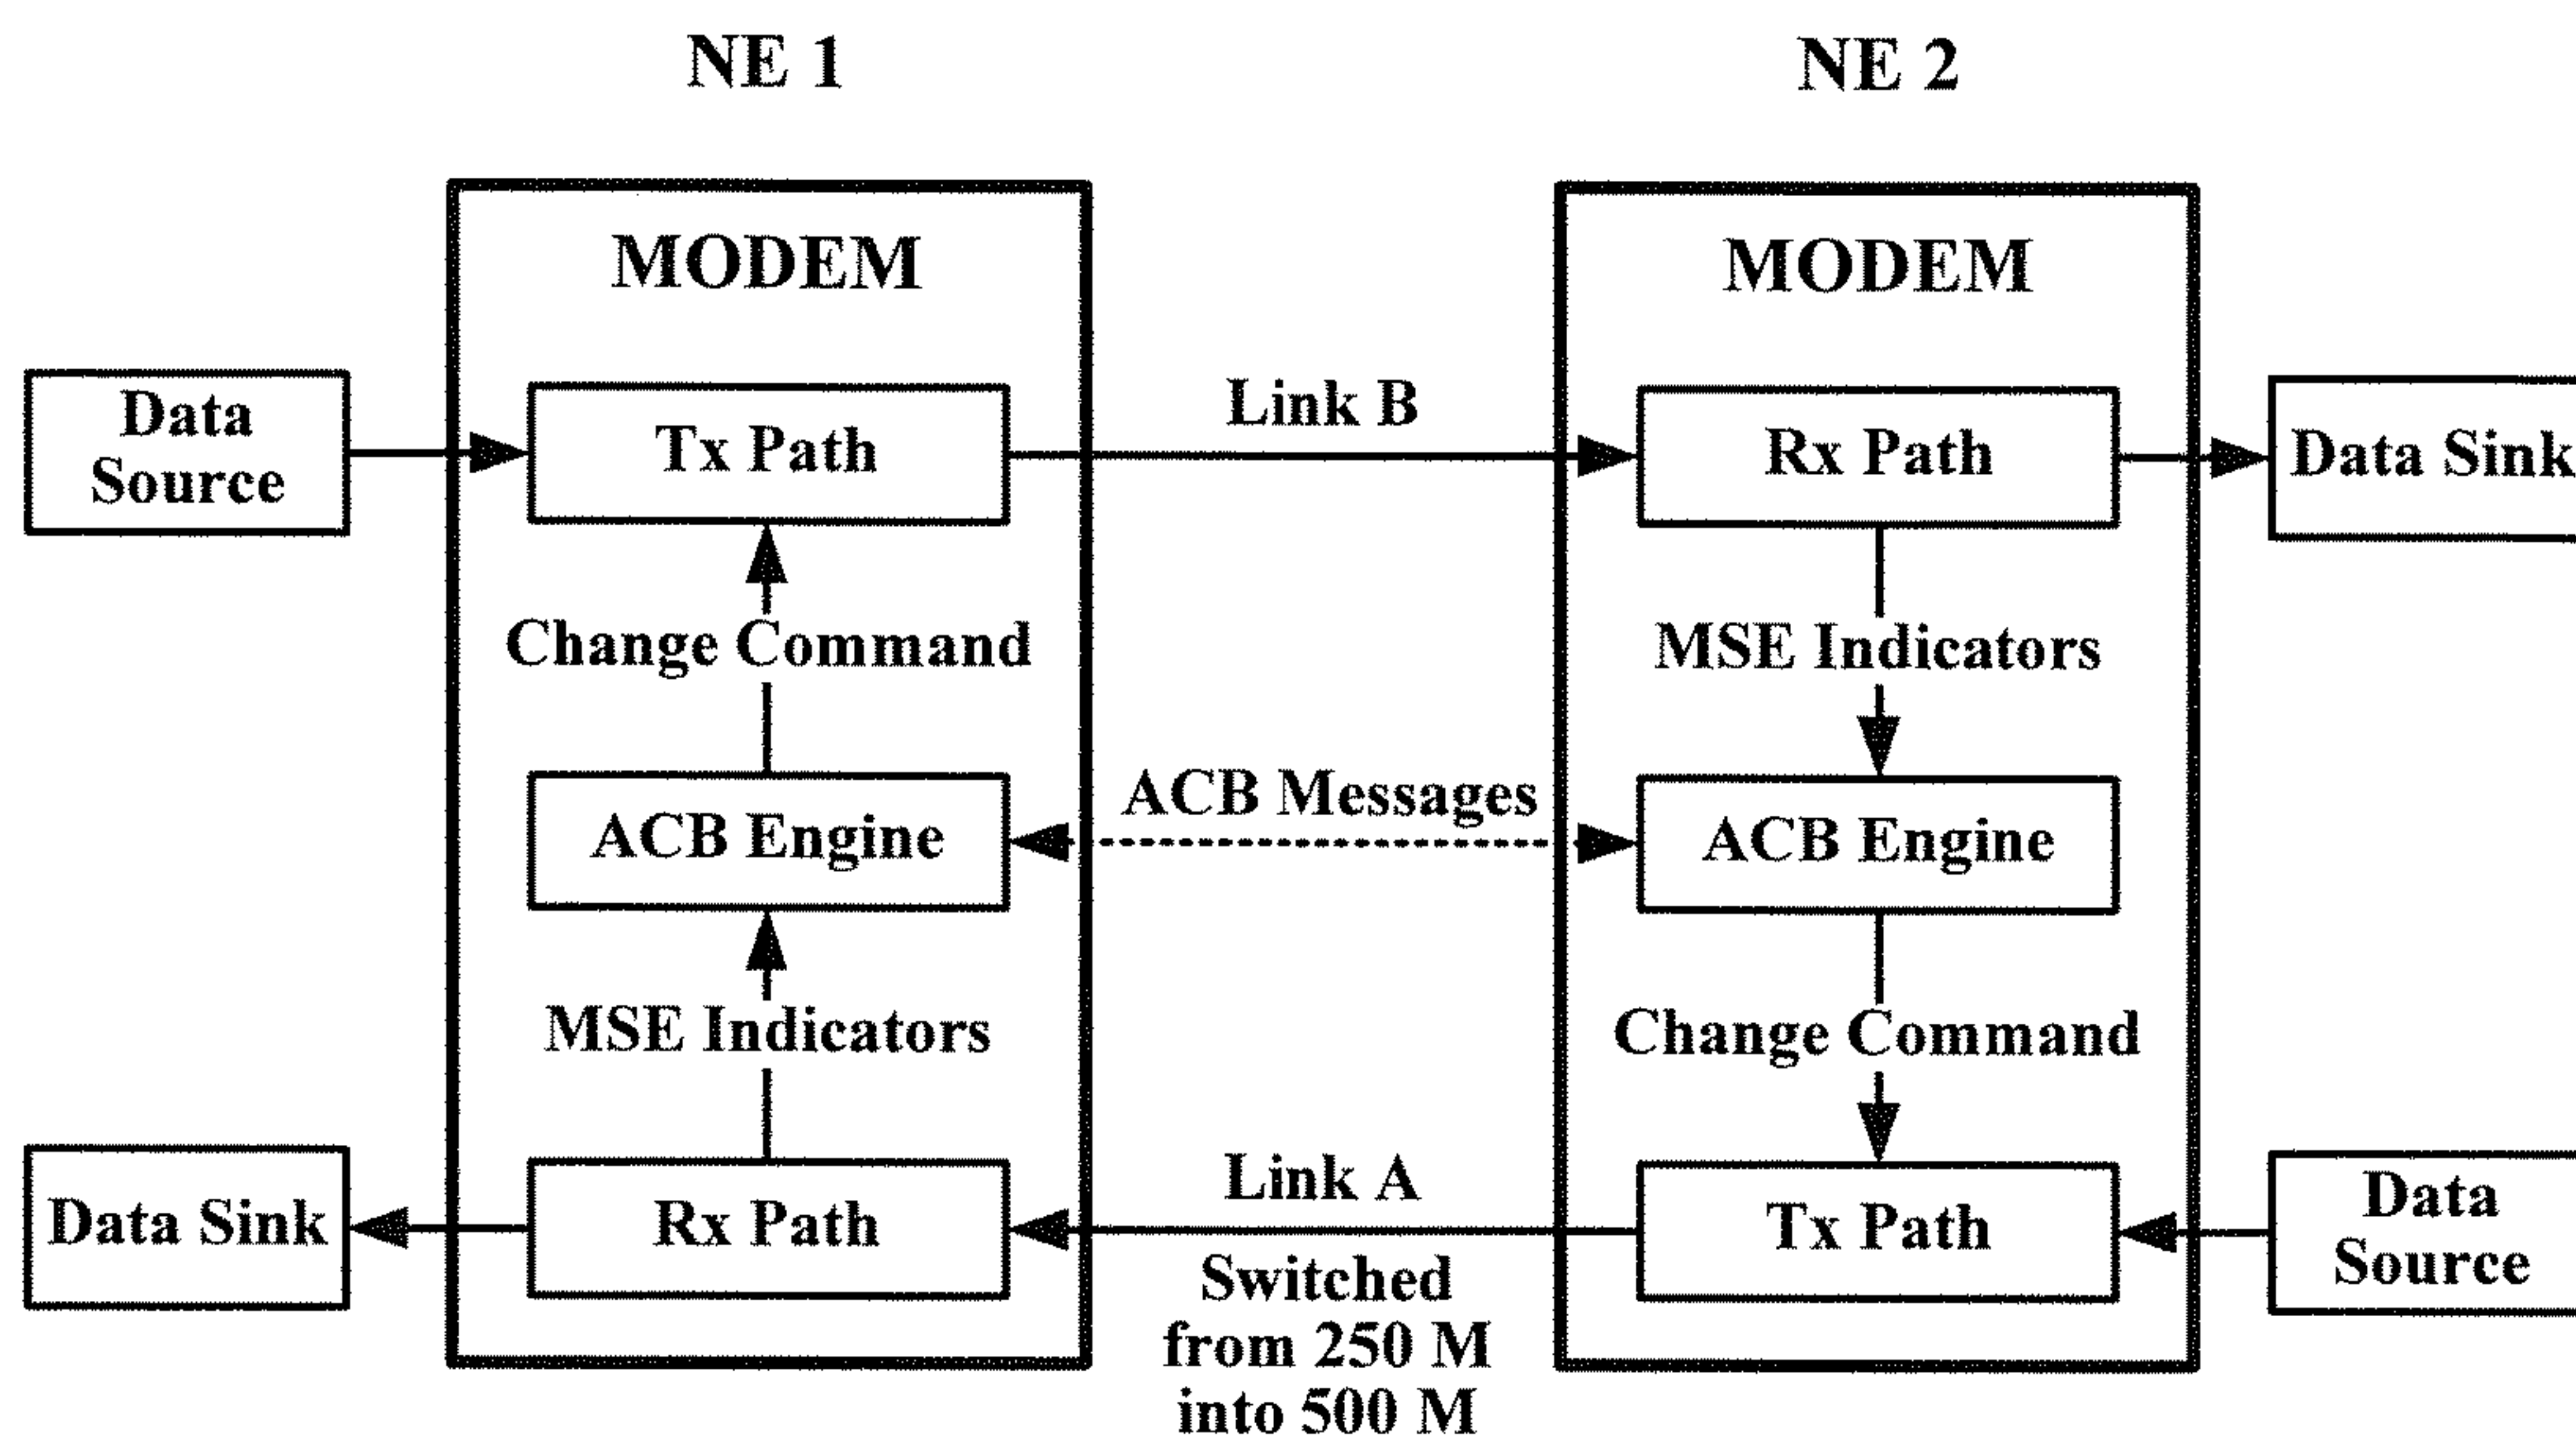 NE 1
NE 2
MODEM
MODEM
Data
Source
Tx Path
Link B
Rx Path
Data Sink
Change Command
MSE Indicators
ACB Messages
ACB Engine
ACB Engine
MSE Indicators
Change Command
Data Sink
Rx Path
Link A
Tx Path
Data
Source
Switched
from 250 M
into 500 M